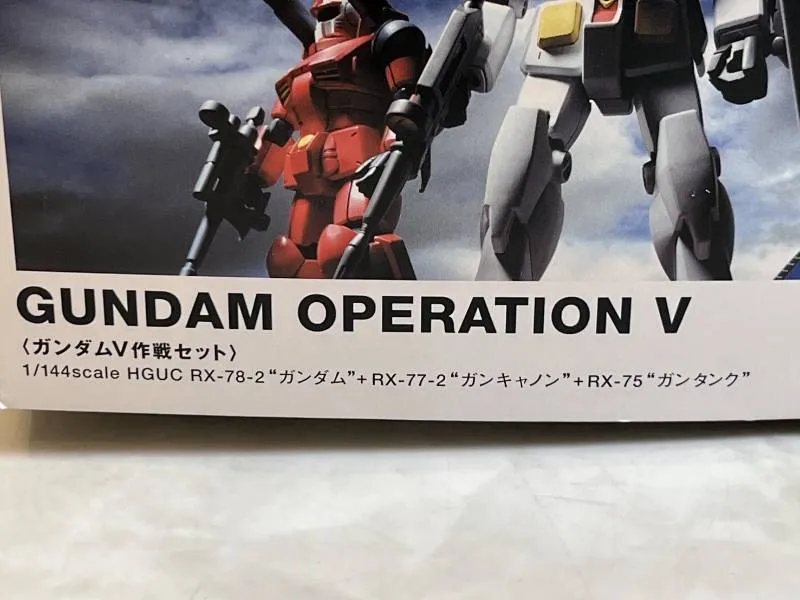 GUNDAM OPERATION V
〈ガンダムV作戦セット〉
1/144scale HGUC RX-78-2“ガンダム”+RX-77-2“ガンキャノン”+RX-75“ガンタンク”